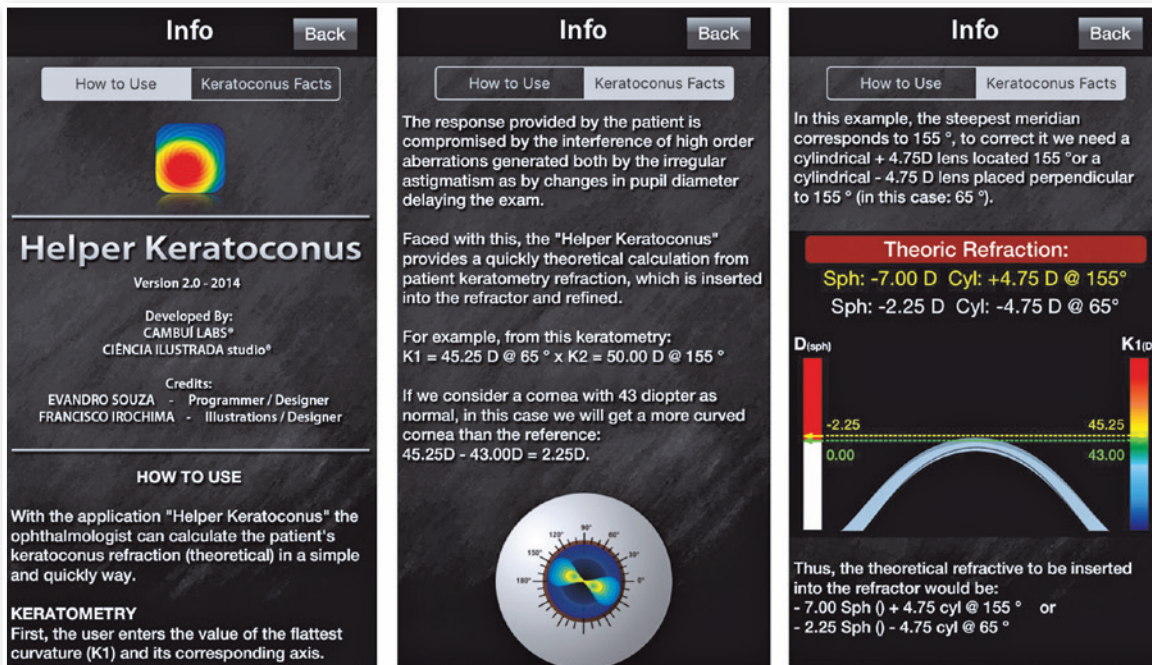 Info
Back
How to Use
Keratoconus Facts
Helper Keratoconus
Version 2.0 - 2014
Developed By:
CAMBUÍ LABS®
CIÊNCIA ILUSTRADA studio®
Credits:
EVANDRO SOUZA - Programmer / Designer
FRANCISCO IROCHIMA - Illustrations / Designer
HOW TO USE
With the application "Helper Keratoconus" the
ophthalmologist can calculate the patient's
keratoconus refraction (theoretical) in a simple
and quickly way.
KERATOMETRY
First, the user enters the value of the flattest
curvature (K1) and its corresponding axis.
Info
Back
How to Use
Keratoconus Facts
The response provided by the patient is
compromised by the interference of high order
aberrations generated both by the irregular
astigmatism as by changes in pupil diameter
delaying the exam.
Faced with this, the "Helper Keratoconus"
provides a quickly theoretical calculation from
patient keratometry refraction, which is inserted
into the refractor and refined.
For example, from this keratometry:
K1 = 45.25 D @ 65 ° x K2 = 50.00 D @ 155 °
If we consider a cornea with 43 diopter as
normal, in this case we will get a more curved
cornea than the reference:
45.25D - 43.00D = 2.25D.
90°
120°
60°
150°
30°
180°
0°
Info
Back
How to Use
Keratoconus Facts
In this example, the steepest meridian
corresponds to 155 °, to correct it we need a
cylindrical + 4.75D lens located 155 °or a
cylindrical - 4.75 D lens placed perpendicular
to 155 ° (in this case: 65 °).
Theoric Refraction:
Sph: -7.00 D Cyl: +4.75 D @ 155°
Sph: -2.25 D Cyl: -4.75 D @ 65°
D(sph)
K1(D
-2.25
45.25
0.00
43.00
Thus, the theoretical refractive to be inserted
into the refractor would be:
- 7.00 Sph () + 4.75 cyl @ 155 ° or
- 2.25 Sph () - 4.75 cyl @ 65 °